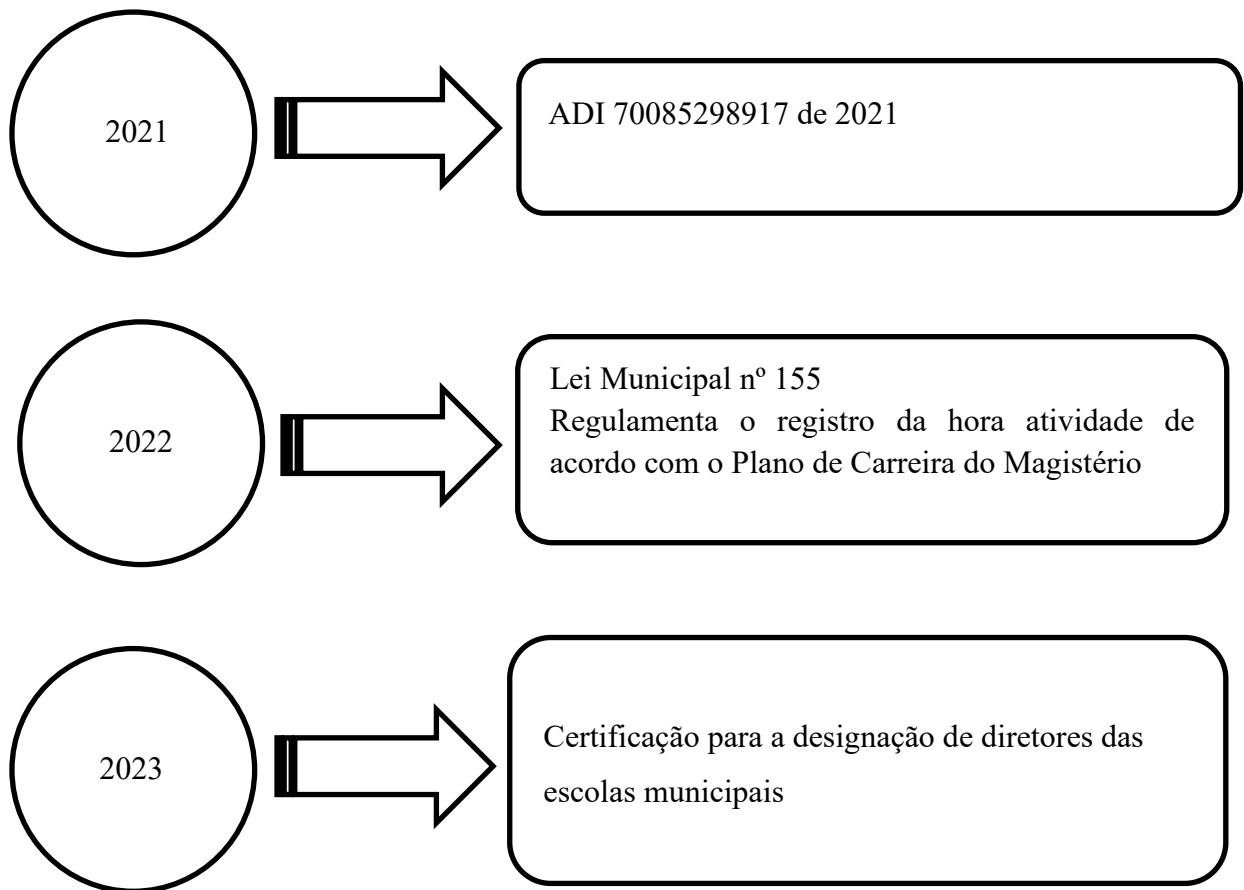 2021
ADI 70085298917 de 2021
2022
Lei Municipal nº 155
Regulamenta o registro da hora atividade de
acordo com o Plano de Carreira do Magistério
2023
Certificação para a designação de diretores das
escolas municipais